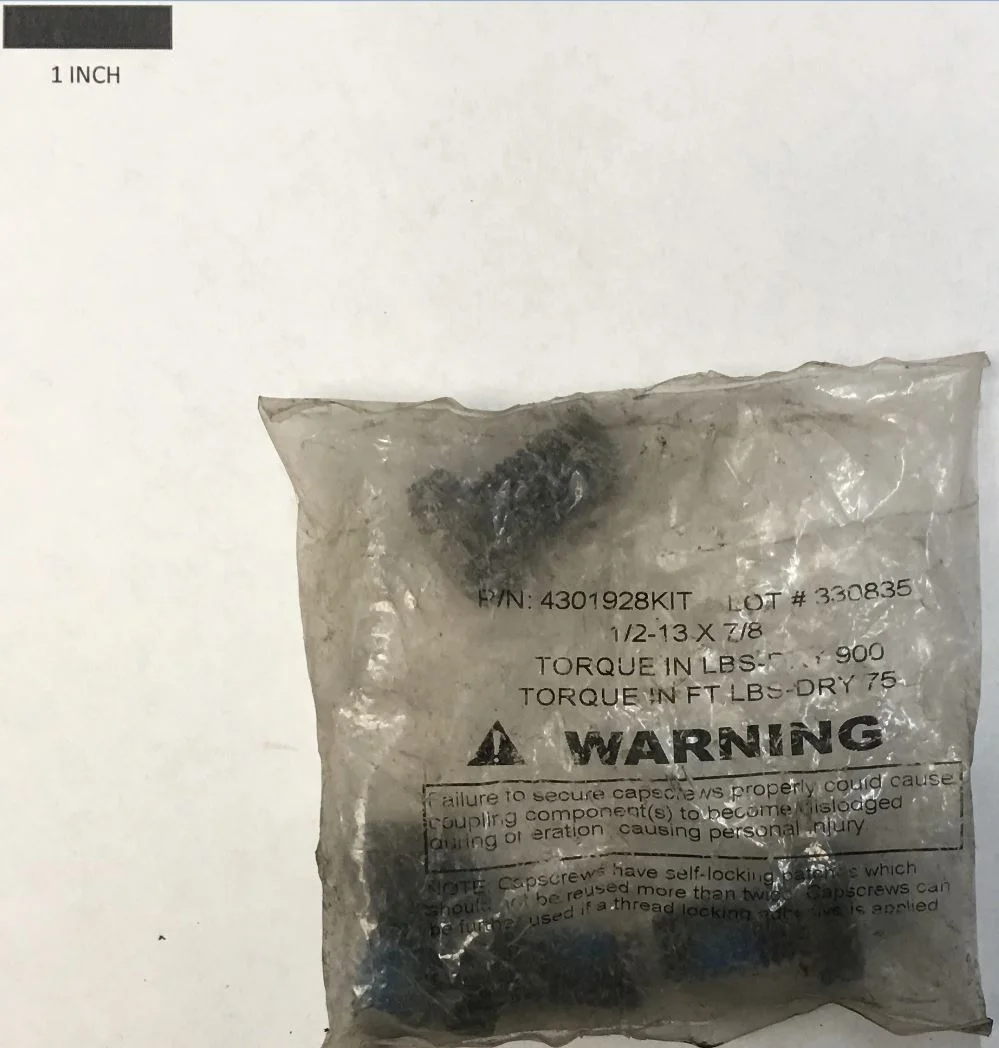 1 INCH
P/N: 4301928KIT LOT # 330835
1/2-13 X 7/8
TORQUE IN LBS-DRY 900
TORQUE IN FT LBS-DRY 75
WARNING
Failure to secure capscrews properly could cause
coupling component(s) to become dislodged
during operation causing personal injury
NOTE: Capscrews have self-locking patches which
should not be reused more than twice. Capscrews can
be further used if a thread locking adhesive is applied